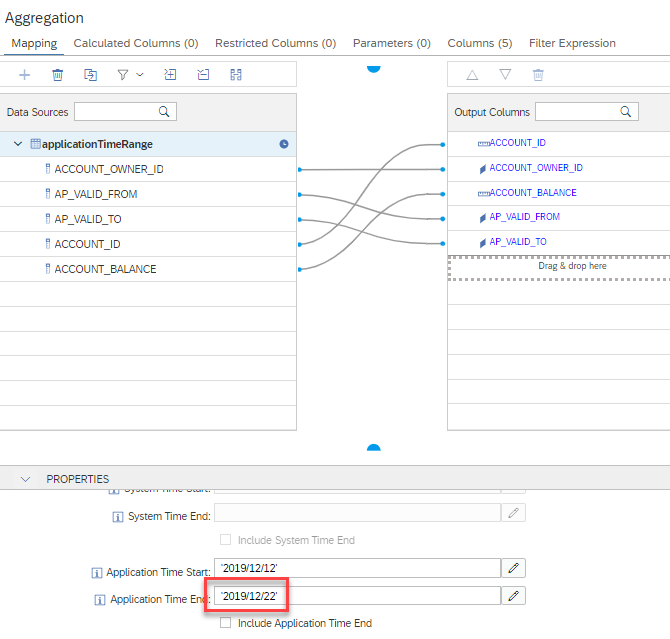 Aggregation
Mapping Calculated Columns (0) Restricted Columns (0) Parameters (0) Columns (5) Filter Expression
Data Sources
Output Columns
applicationTimeRange
ACCOUNT_OWNER_ID
AP_VALID_FROM
AP_VALID_TO
ACCOUNT_ID
ACCOUNT_BALANCE
ACCOUNT_ID
ACCOUNT_OWNER_ID
ACCOUNT_BALANCE
AP_VALID_FROM
AP_VALID_TO
Drag & drop here
PROPERTIES
System Time Start:
System Time End:
Include System Time End
Application Time Start: '2019/12/12'
Application Time End: '2019/12/22'
Include Application Time End